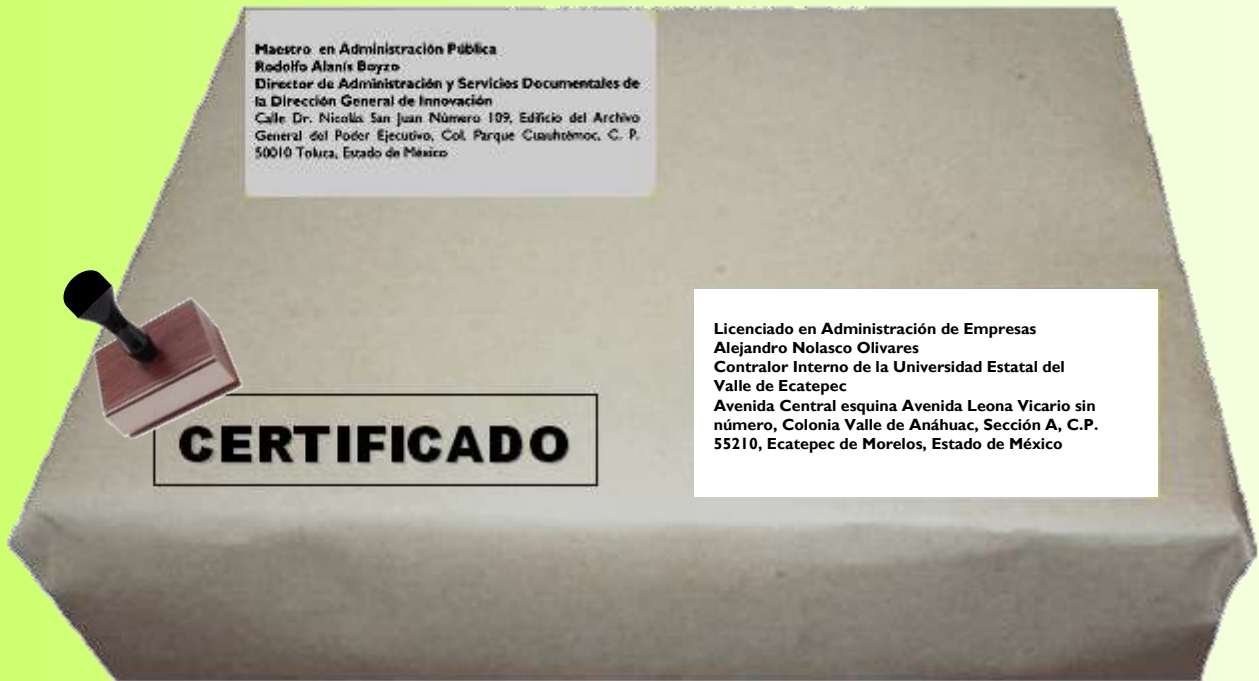 Maestro en Administración Pública
Rodolfo Alanís Boyzo
Director de Administración y Servicios Documentales de
la Dirección General de Innovación
Calle Dr. Nicolás San Juan Número 109, Edificio del Archivo
General del Poder Ejecutivo, Col. Parque Cuauhtémoc, C. P.
50010 Toluca, Estado de México
Licenciado en Administración de Empresas
Alejandro Nolasco Olivares
Contralor Interno de la Universidad Estatal del
Valle de Ecatepec
Avenida Central esquina Avenida Leona Vicario sin
número, Colonia Valle de Anáhuac, Sección A, C.P.
55210, Ecatepec de Morelos, Estado de México
CERTIFICADO